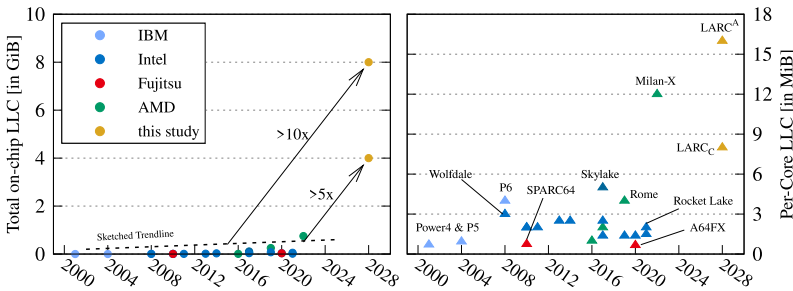 Total on-chip LLC [in GiB]
10
8
6
4
2
0
IBM
Intel
Fujitsu
AMD
this study
>10x
>5x
Sketched Trendline
2000
2004
2008
2012
2016
2020
2024
2028
LARC^A
Milan-X
LARC_C
Wolfdale
P6
SPARC64
Skylake
Rome
Rocket Lake
Power4 & P5
A64FX
18
15
12
9
6
3
0
Per-Core LLC [in MiB]
2000
2004
2008
2012
2016
2020
2024
2028